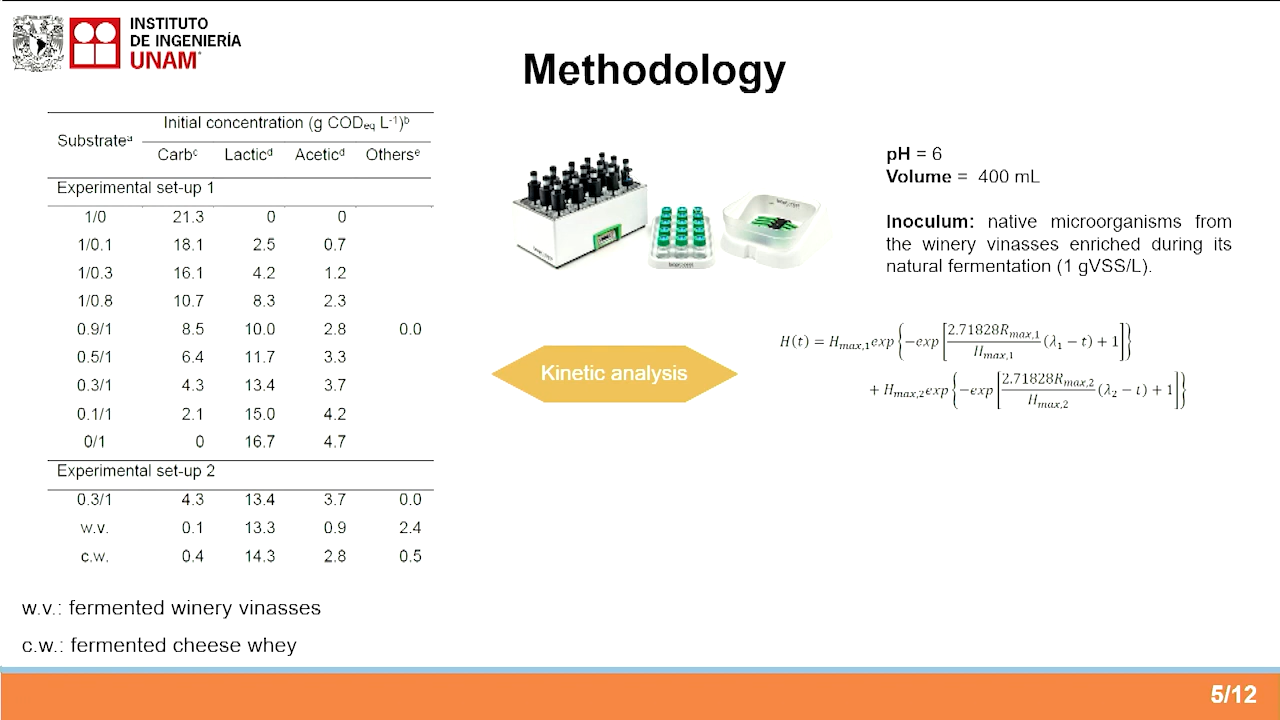 INSTITUTO
DE INGENIERÍA
UNAM
Methodology
Substrateᵃ Initial concentration (g CODeq L⁻¹)ᵇ
Carbᶜ Lacticᵈ Aceticᵈ Othersᵉ
Experimental set-up 1
1/0 21.3 0 0
1/0.1 18.1 2.5 0.7
1/0.3 16.1 4.2 1.2
1/0.8 10.7 8.3 2.3
0.9/1 8.5 10.0 2.8 0.0
0.5/1 6.4 11.7 3.3
0.3/1 4.3 13.4 3.7
0.1/1 2.1 15.0 4.2
0/1 0 16.7 4.7
Experimental set-up 2
0.3/1 4.3 13.4 3.7 0.0
w.v. 0.1 13.3 0.9 2.4
c.w. 0.4 14.3 2.8 0.5
w.v.: fermented winery vinasses
c.w.: fermented cheese whey
pH = 6
Volume = 400 mL
Inoculum: native microorganisms from
the winery vinasses enriched during its
natural fermentation (1 gVSS/L).
Kinetic analysis
H(t) = H_max,1 exp{−exp[2.71828R_max,1 / H_max,1 (λ₁ − t) + 1]}
+ H_max,2 exp{−exp[2.71828R_max,2 / H_max,2 (λ₂ − t) + 1]}
5/12